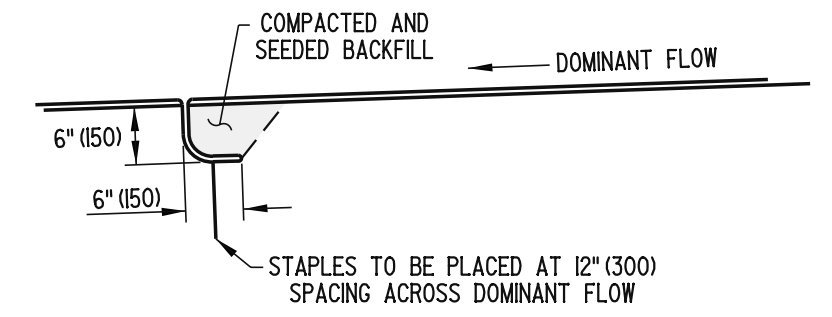 COMPACTED AND
SEEDED BACKFILL
DOMINANT FLOW
6" (150)
6" (150)
STAPLES TO BE PLACED AT 12" (300)
SPACING ACROSS DOMINANT FLOW